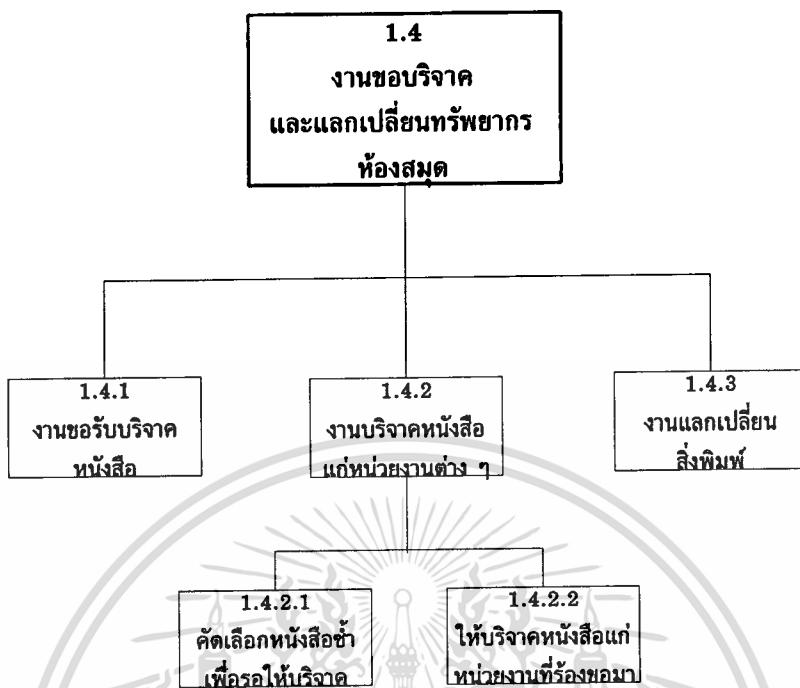 1.4
งานขอบริจาค
และแลกเปลี่ยนทรัพยากร
ห้องสมุด
1.4.1
งานขอรับบริจาค
หนังสือ
1.4.2
งานบริจาคหนังสือ
แก่หน่วยงานต่าง ๆ
1.4.3
งานแลกเปลี่ยน
สิ่งพิมพ์
1.4.2.1
คัดเลือกหนังสือซ้ำ
เพื่อรอให้บริจาค
1.4.2.2
ให้บริจาคหนังสือแก่
หน่วยงานที่ร้องขอมา